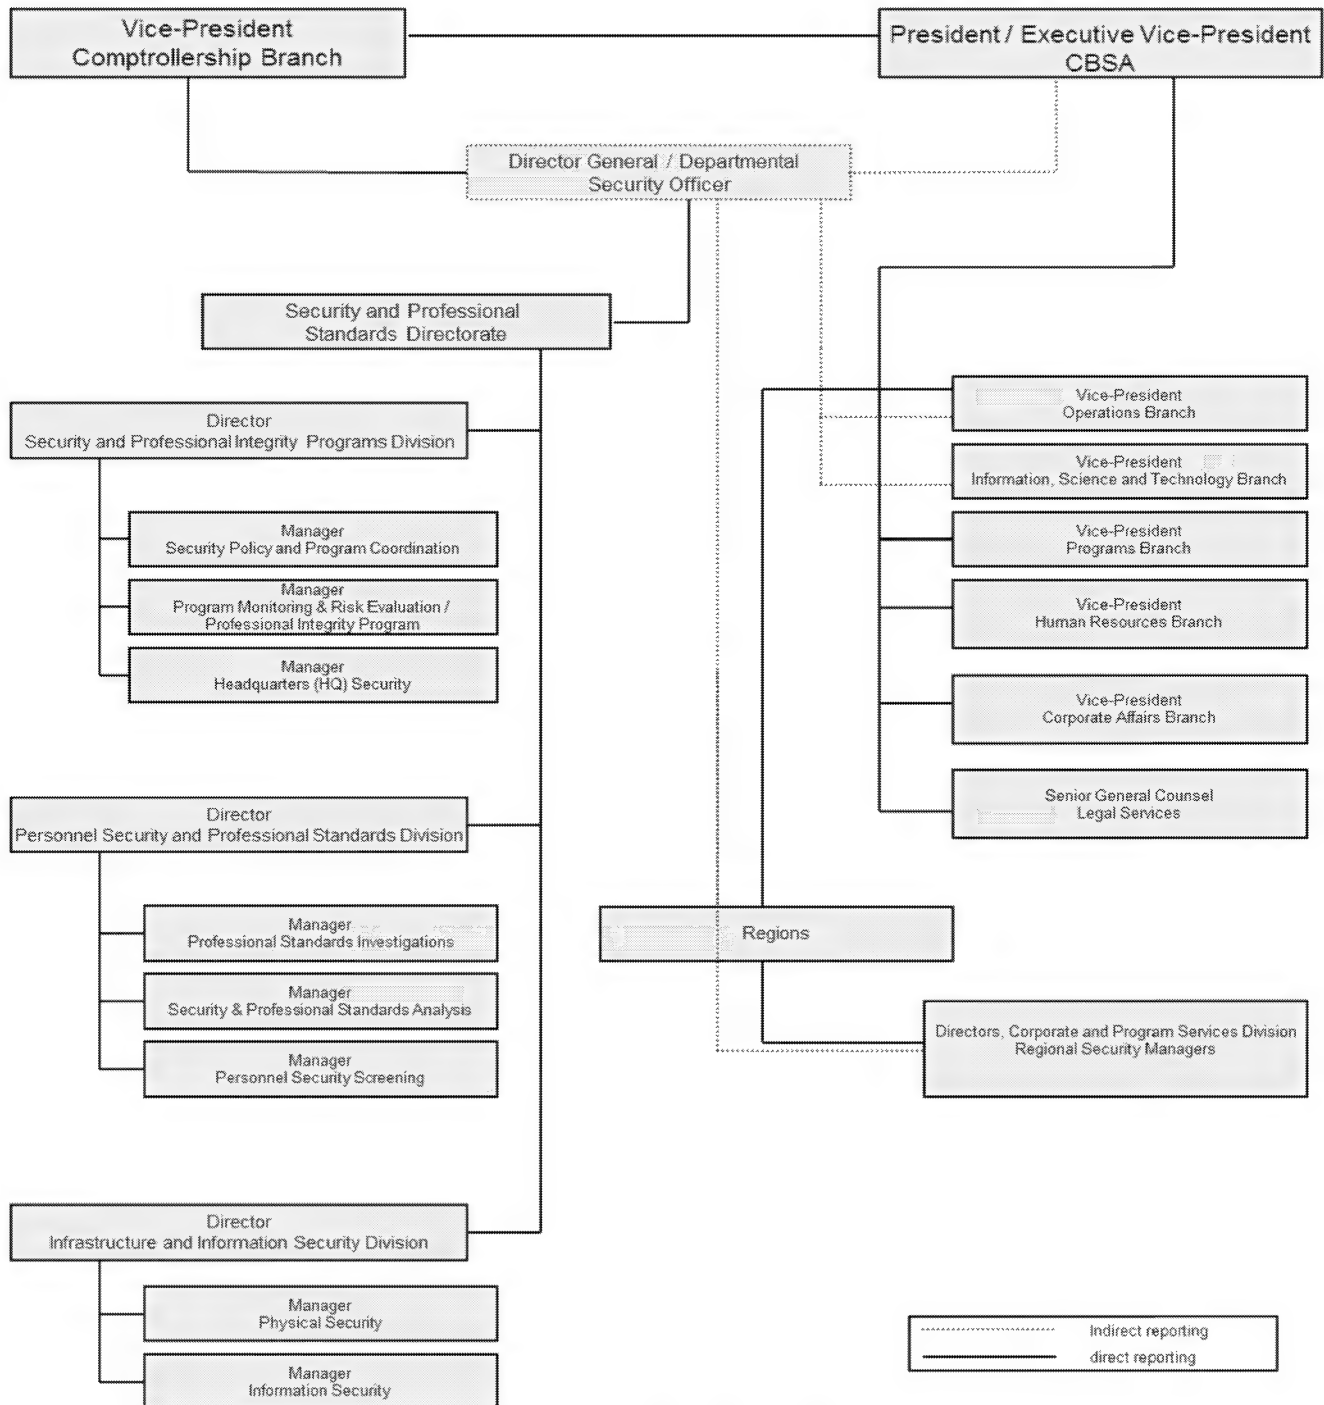 Vice-President
Comptrollership Branch
President / Executive Vice-President
CBSA
Director General / Departmental
Security Officer
Security and Professional
Standards Directorate
Director
Security and Professional Integrity Programs Division
Manager
Security Policy and Program Coordination
Manager
Program Monitoring & Risk Evaluation /
Professional Integrity Program
Manager
Headquarters (HQ) Security
Director
Personnel Security and Professional Standards Division
Manager
Professional Standards Investigations
Manager
Security & Professional Standards Analysis
Manager
Personnel Security Screening
Director
Infrastructure and Information Security Division
Manager
Physical Security
Manager
Information Security
Vice-President
Operations Branch
Vice-President
Information, Science and Technology Branch
Vice-President
Programs Branch
Vice-President
Human Resources Branch
Vice-President
Corporate Affairs Branch
Senior General Counsel
Legal Services
Regions
Directors, Corporate and Program Services Division
Regional Security Managers
Indirect reporting
direct reporting